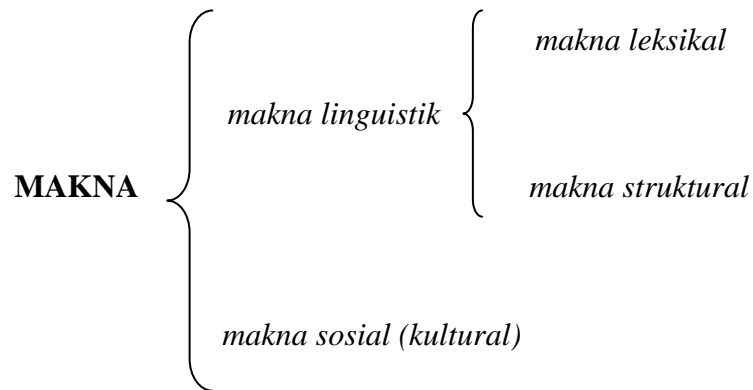 makna leksikal
makna linguistik
MAKNA
makna struktural
makna sosial (kultural)